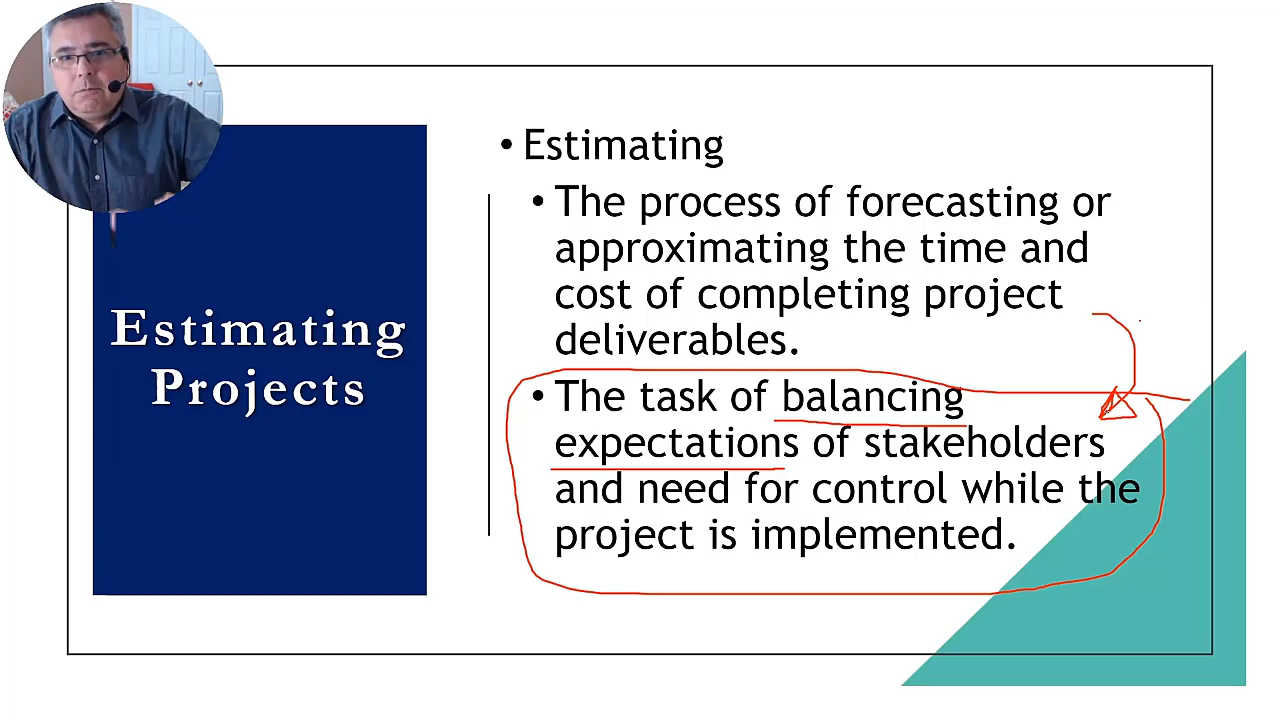 Estimating
Projects
• Estimating
• The process of forecasting or
approximating the time and
cost of completing project
deliverables.
• The task of balancing
expectations of stakeholders
and need for control while the
project is implemented.